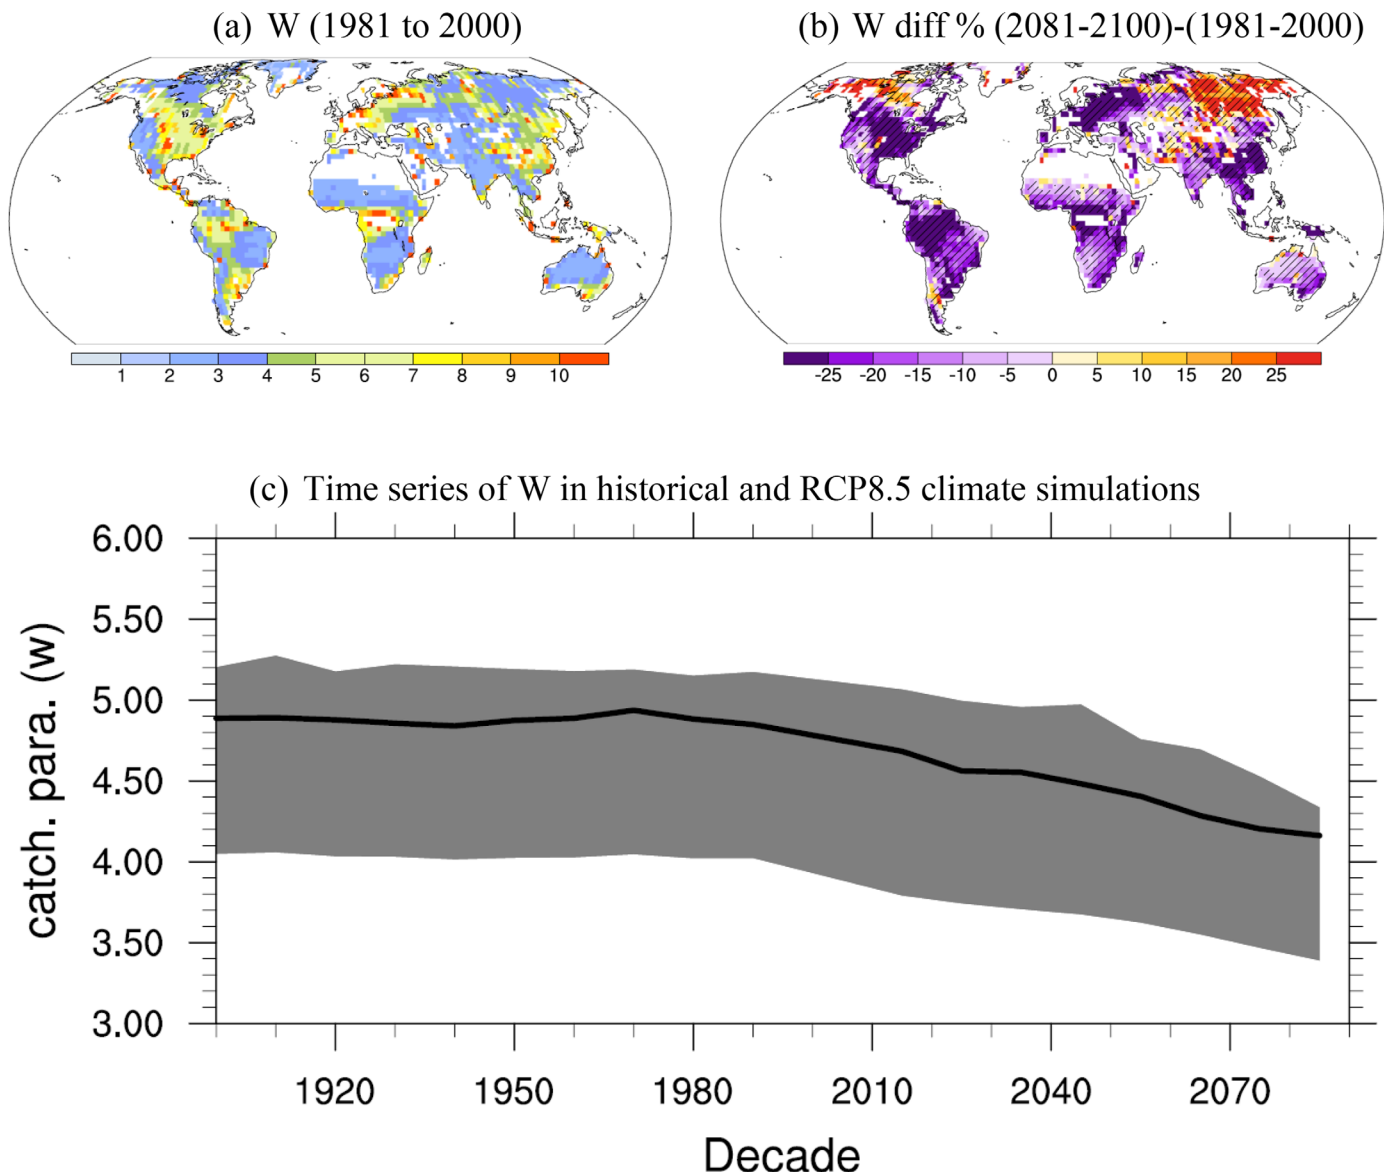 (a) W (1981 to 2000)
(b) W diff % (2081-2100)-(1981-2000)
1 2 3 4 5 6 7 8 9 10
-25 -20 -15 -10 -5 0 5 10 15 20 25
(c) Time series of W in historical and RCP8.5 climate simulations
6.00
5.50
5.00
4.50
4.00
3.50
3.00
catch. para. (w)
1920 1950 1980 2010 2040 2070
Decade